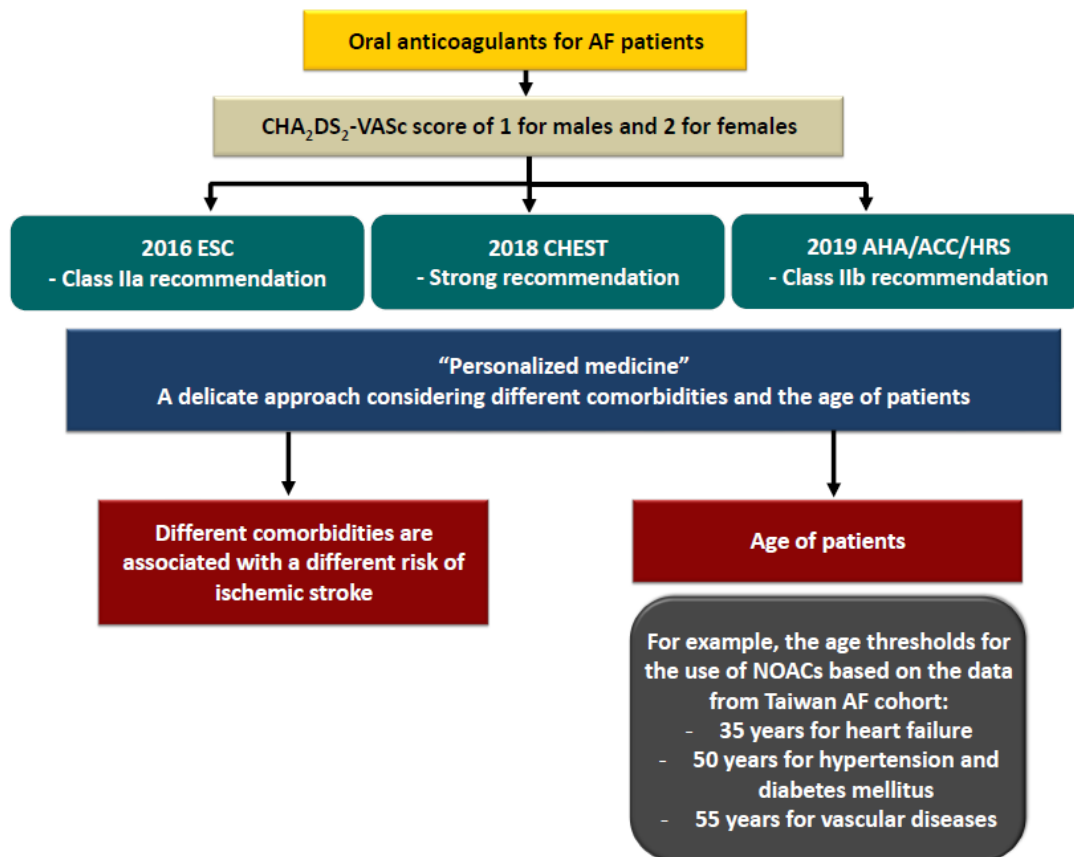 Oral anticoagulants for AF patients
CHA₂DS₂-VASc score of 1 for males and 2 for females
2016 ESC
- Class IIa recommendation
2018 CHEST
- Strong recommendation
2019 AHA/ACC/HRS
- Class IIb recommendation
“Personalized medicine”
A delicate approach considering different comorbidities and the age of patients
Different comorbidities are
associated with a different risk of
ischemic stroke
Age of patients
For example, the age thresholds for
the use of NOACs based on the data
from Taiwan AF cohort:
- 35 years for heart failure
- 50 years for hypertension and
diabetes mellitus
- 55 years for vascular diseases